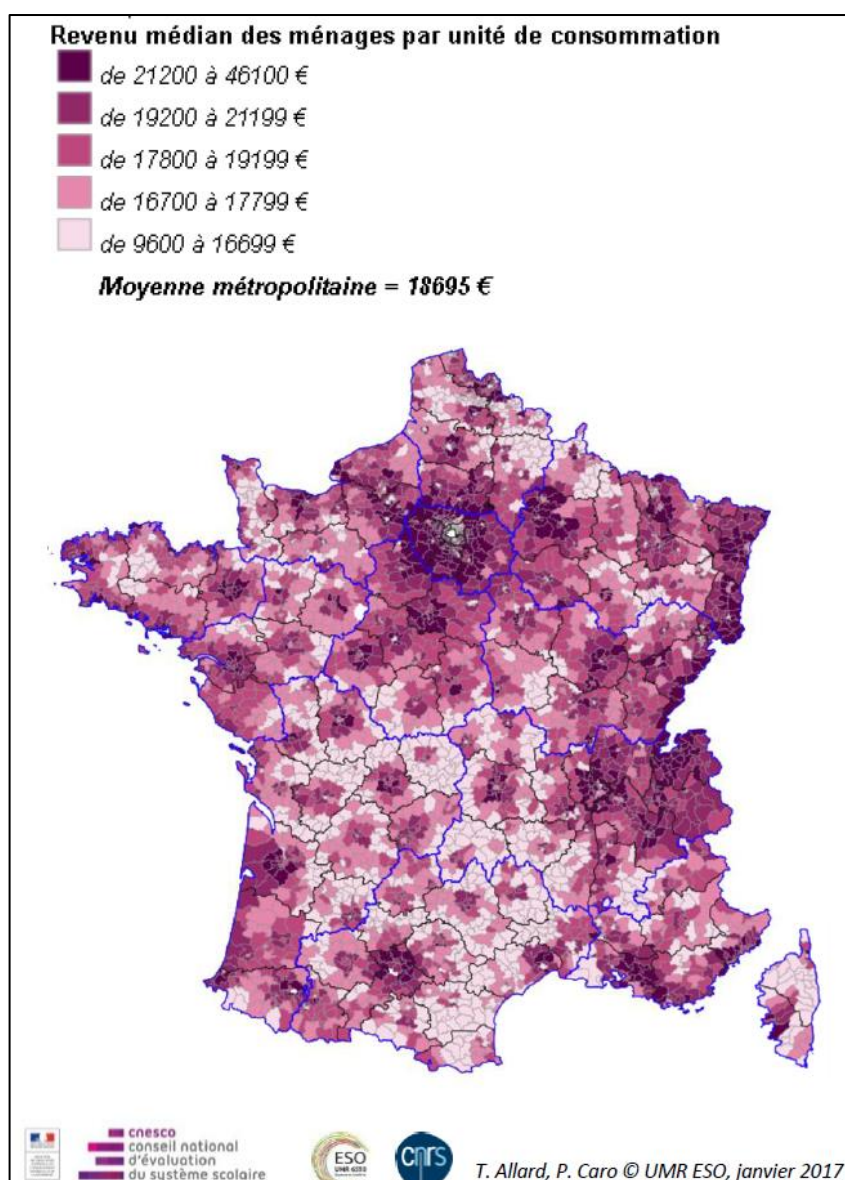 Revenu médian des ménages par unité de consommation
de 21200 à 46100 €
de 19200 à 21199 €
de 17800 à 19199 €
de 16700 à 17799 €
de 9600 à 16699 €
Moyenne métropolitaine = 18695 €
cnesco
conseil national
d'évaluation
du système scolaire
ESO
cnrs
T. Allard, P. Caro © UMR ESO, janvier 2017